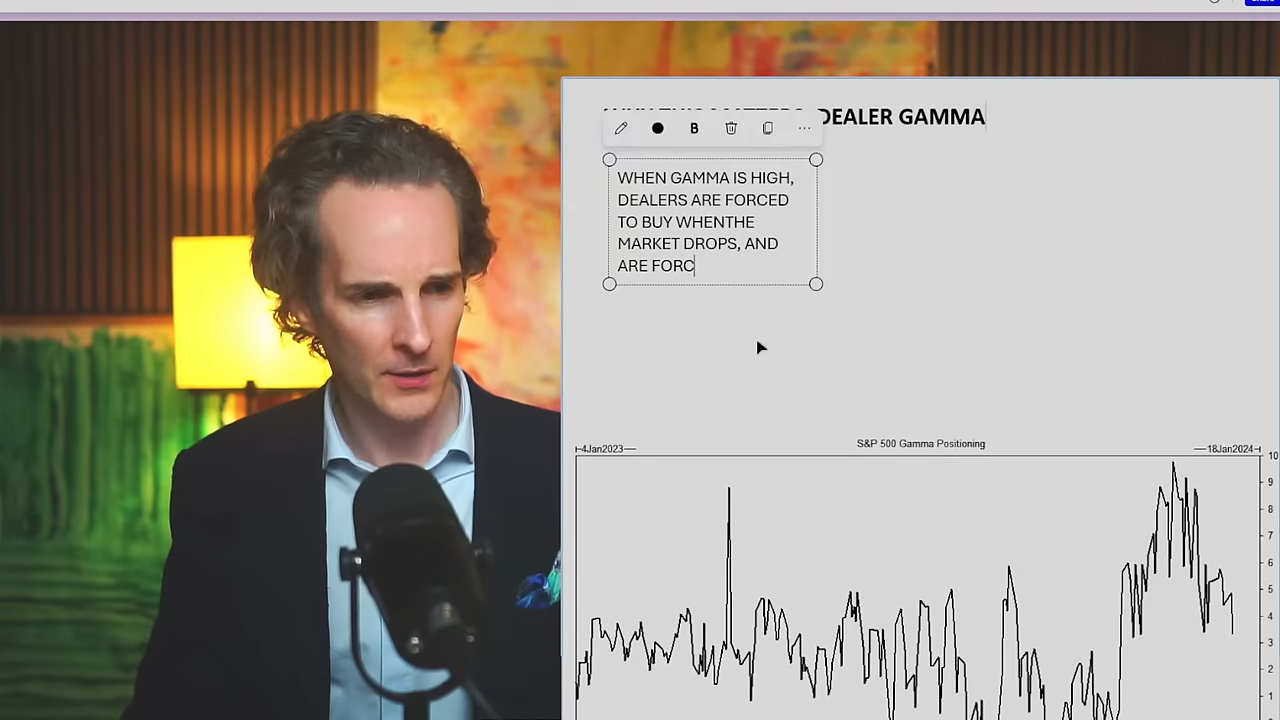 DEALER GAMMA
B
WHEN GAMMA IS HIGH,
DEALERS ARE FORCED
TO BUY WHENTHE
MARKET DROPS, AND
ARE FORC
S&P 500 Gamma Positioning
4Jan2023
18Jan2024
10
9
8
7
6
5
4
3
2
1